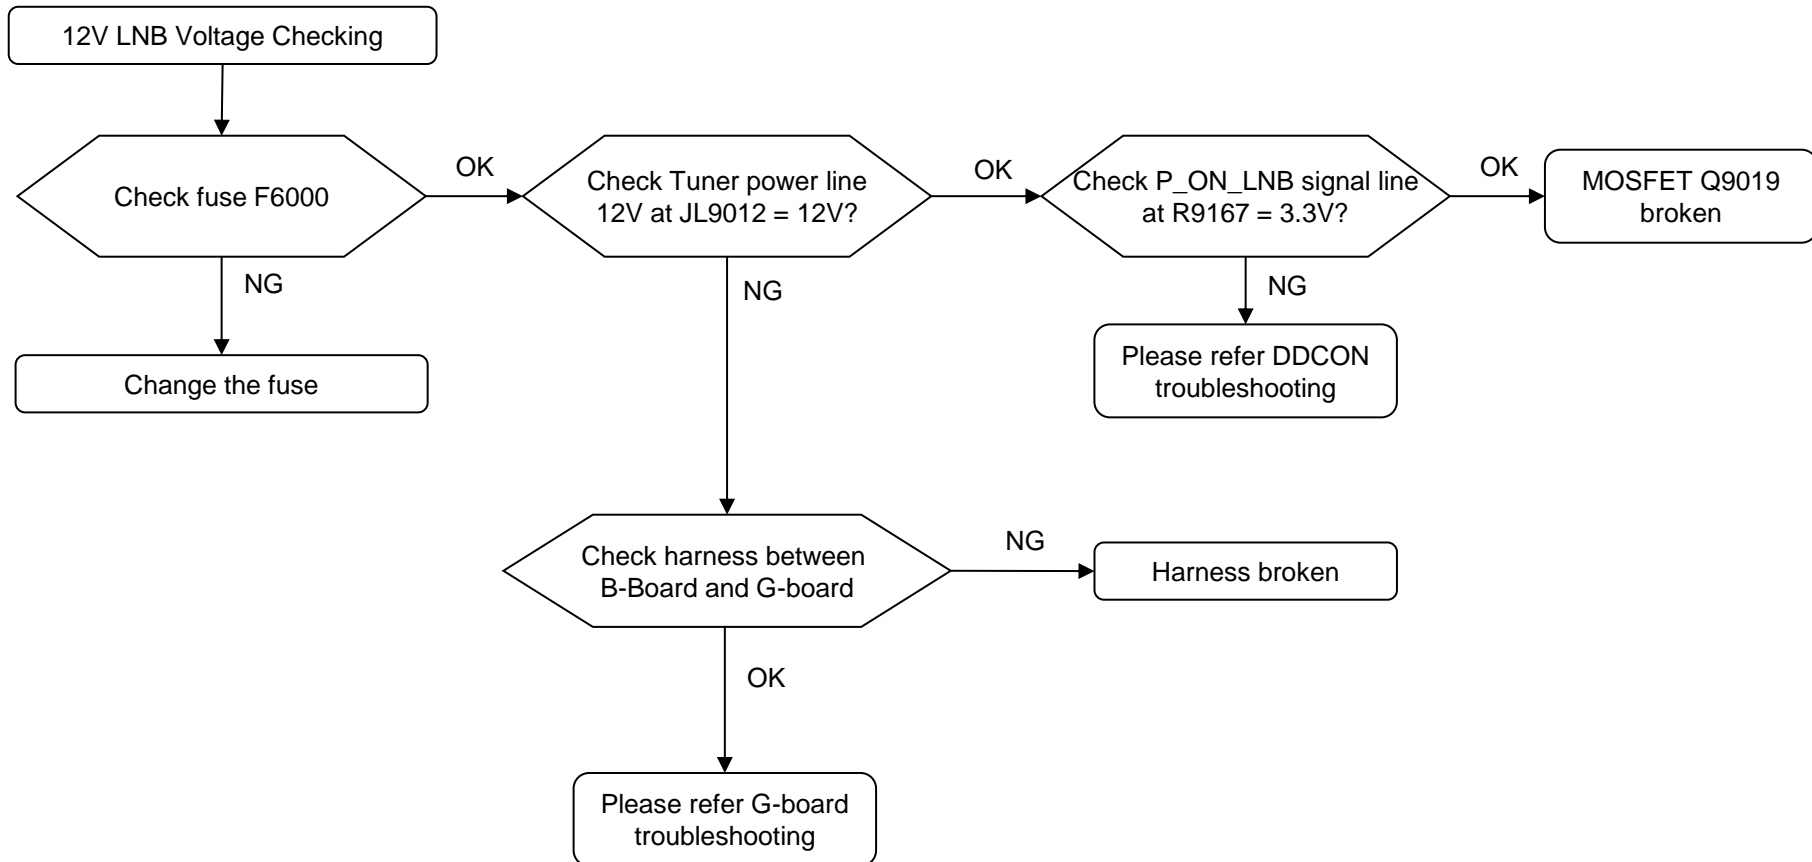 12V LNB Voltage Checking
Check fuse F6000
OK
Check Tuner power line
12V at JL9012 = 12V?
OK
Check P_ON_LNB signal line
at R9167 = 3.3V?
OK
MOSFET Q9019
broken
NG
NG
NG
Change the fuse
Please refer DDCON
troubleshooting
Check harness between
B-Board and G-board
NG
Harness broken
OK
Please refer G-board
troubleshooting